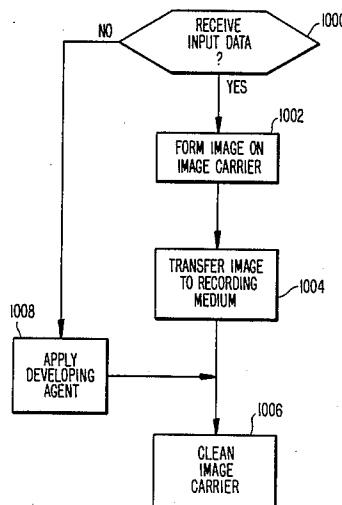 1000
RECEIVE
INPUT DATA
?
NO
YES
1002
FORM IMAGE ON
IMAGE CARRIER
TRANSFER IMAGE
TO RECORDING
MEDIUM
1004
1008
APPLY
DEVELOPING
AGENT
1006
CLEAN
IMAGE
CARRIER